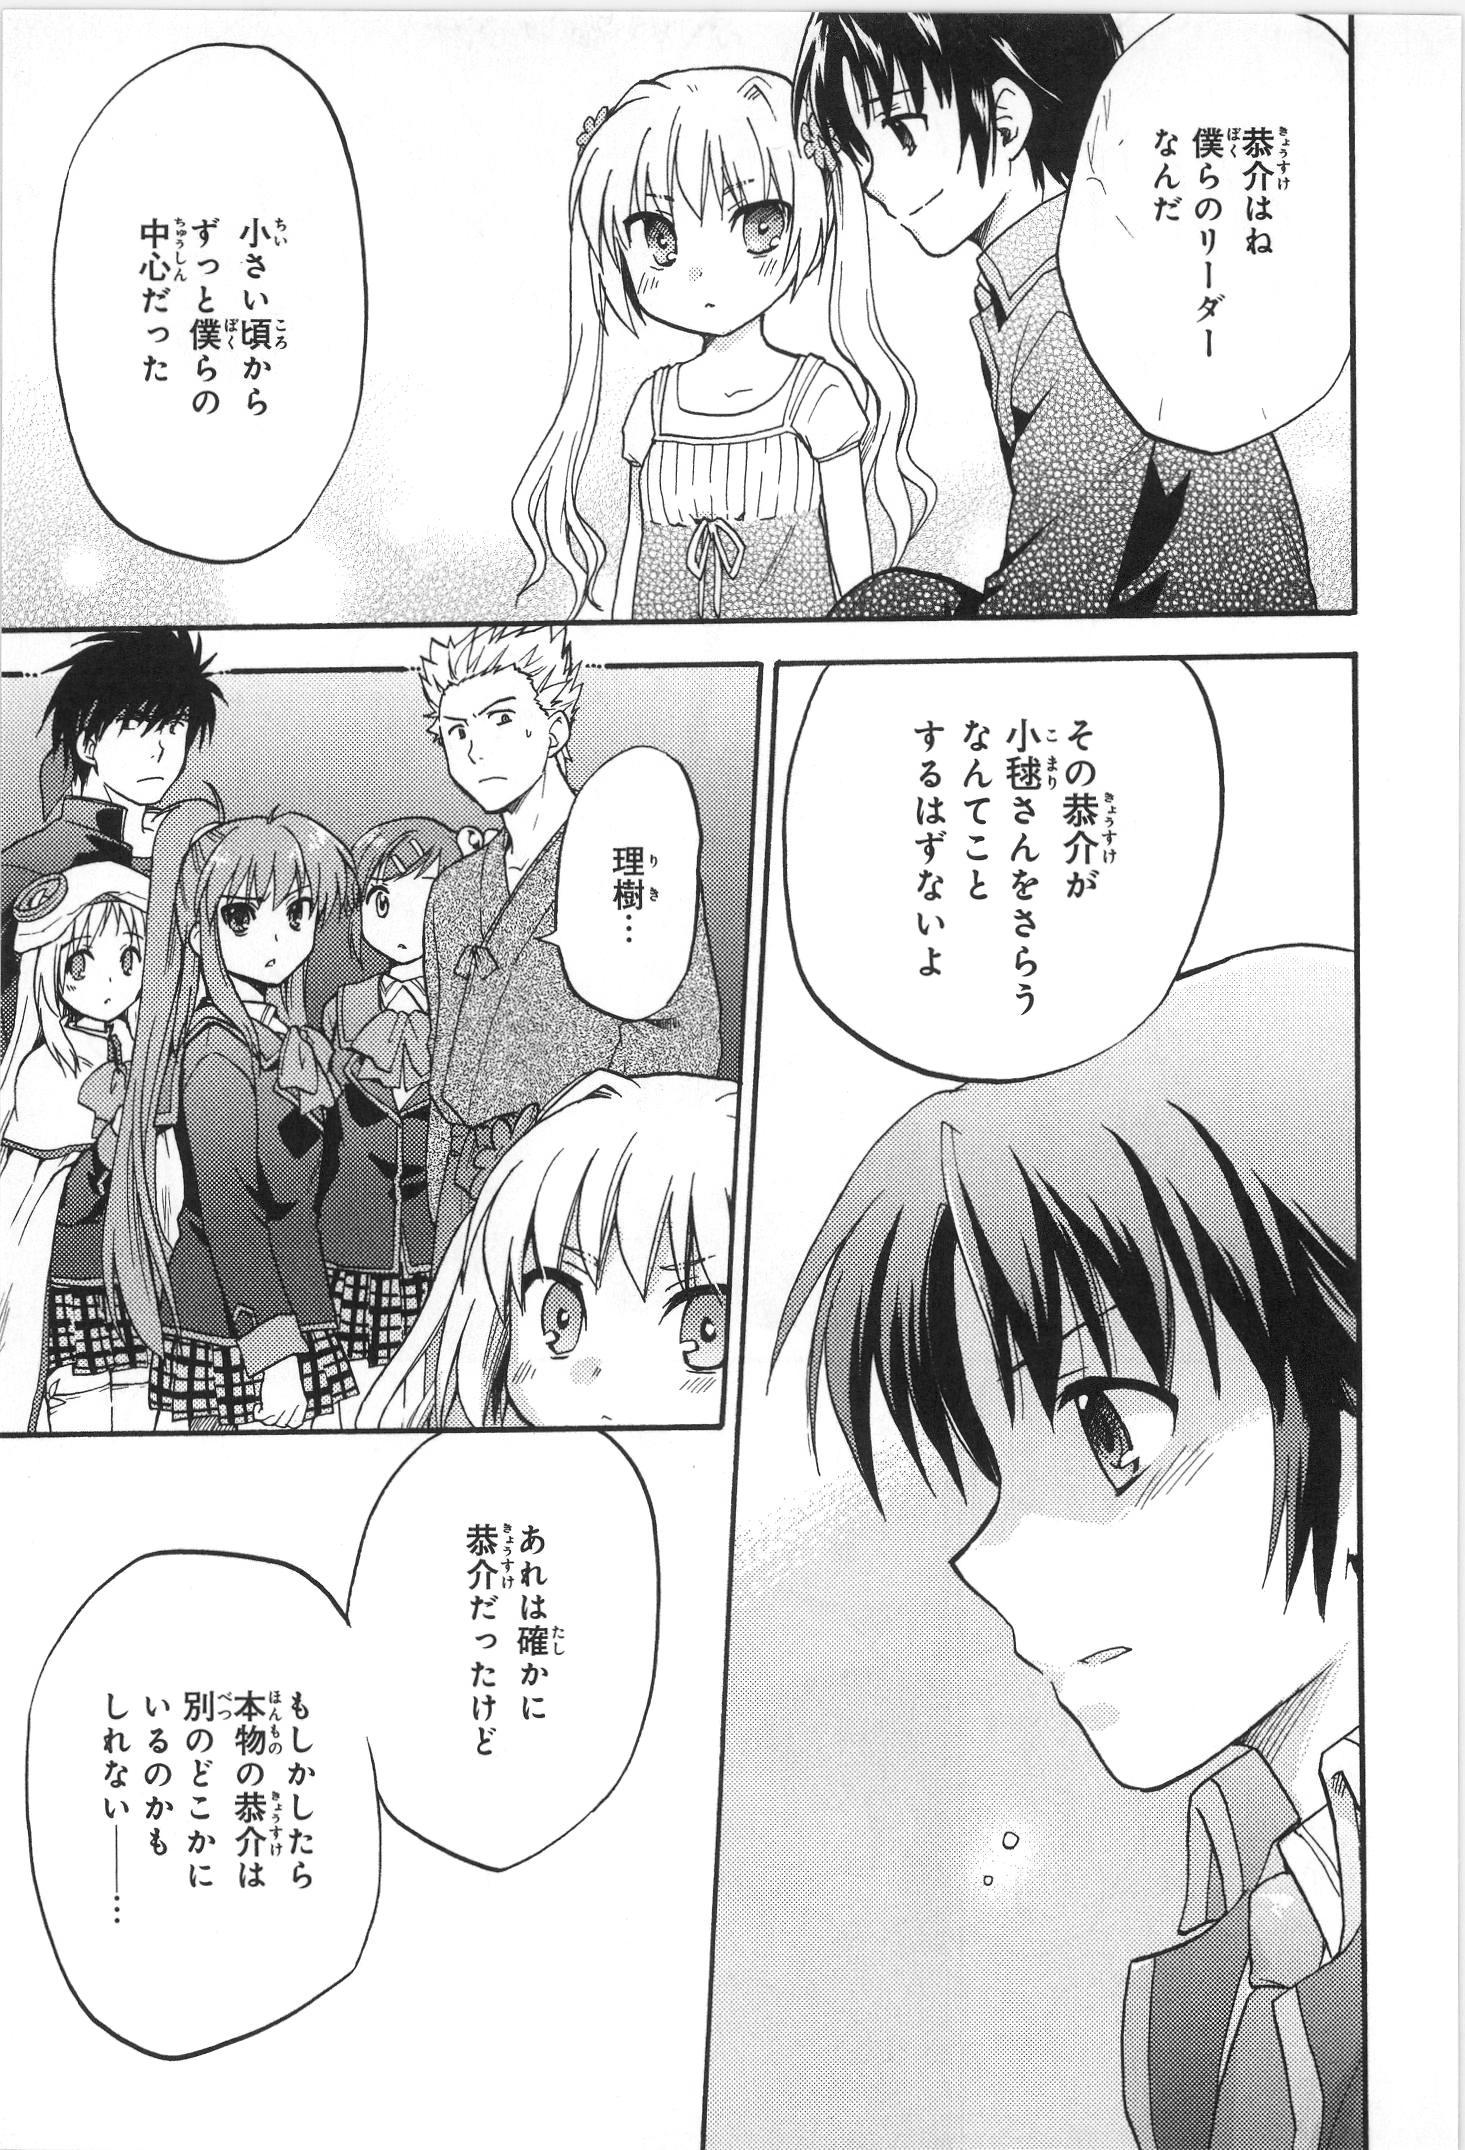 恭介はね
僕らのリーダー
なんだ
小さい頃から
ずっと僕らの
中心だった
その恭介が
小毬さんをさらう
なんてこと
するはずないよ
理樹…
あれは確かに
恭介だったけど
もしかしたら
本物の恭介は
別のどこかに
いるのかも
しれない――…